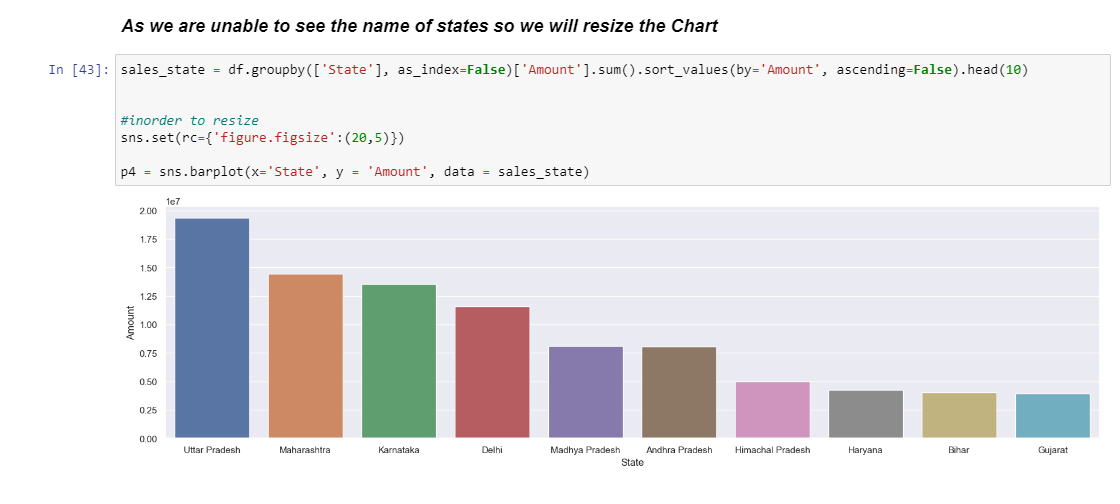 As we are unable to see the name of states so we will resize the Chart
In [43]: sales_state = df.groupby(['State'], as_index=False)['Amount'].sum().sort_values(by='Amount', ascending=False).head(10)
#inorder to resize
sns.set(rc={'figure.figsize':(20,5)})
p4 = sns.barplot(x='State', y = 'Amount', data = sales_state)
1e7
2.00
1.75
1.50
1.25
1.00
0.75
0.50
0.25
0.00
Amount
Uttar Pradesh Maharashtra Karnataka Delhi Madhya Pradesh Andhra Pradesh Himachal Pradesh Haryana Bihar Gujarat
State